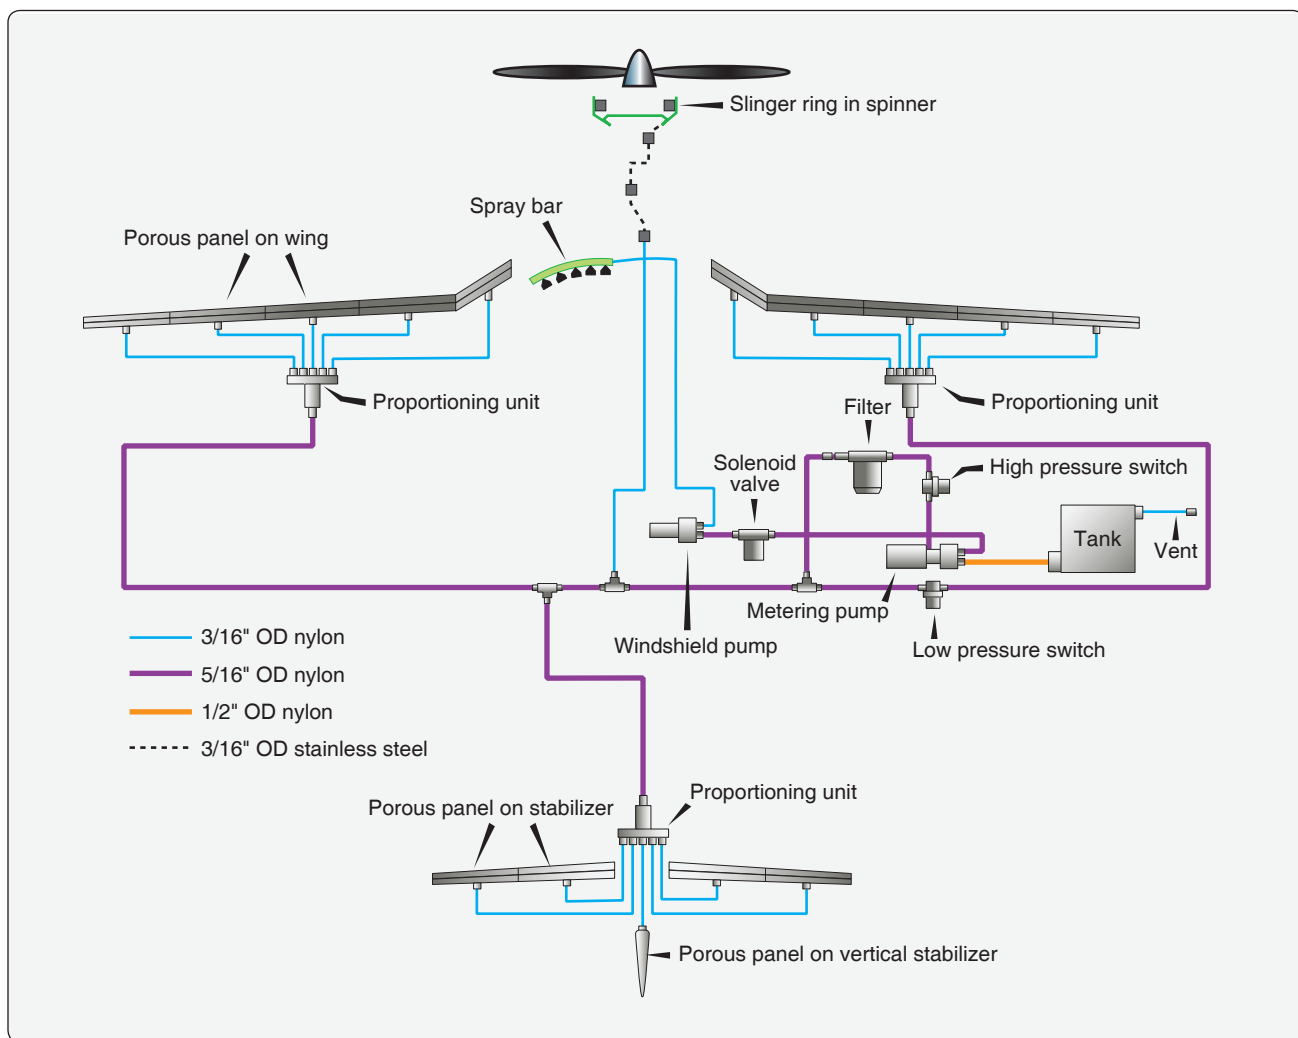 Slinger ring in spinner
Spray bar
Porous panel on wing
Proportioning unit
Proportioning unit
Filter
Solenoid
valve
High pressure switch
Tank
Vent
Metering pump
Windshield pump
Low pressure switch
3/16" OD nylon
5/16" OD nylon
1/2" OD nylon
3/16" OD stainless steel
Proportioning unit
Porous panel on stabilizer
Porous panel on vertical stabilizer